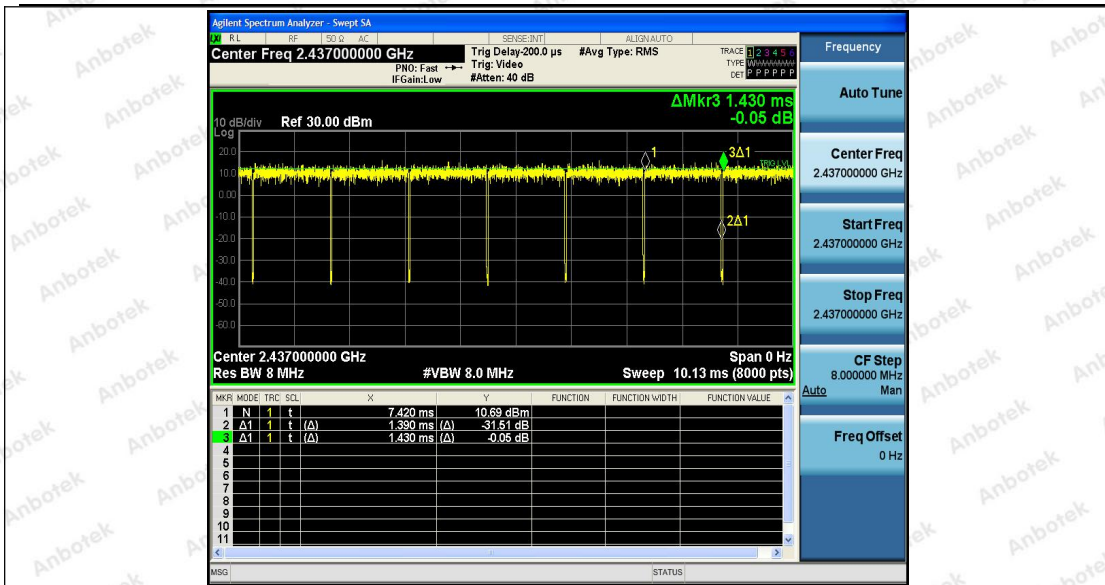 Agilent Spectrum Analyzer - Swept SA
LXI RL RF 50 Ω AC SENSE:INT ALIGNAUTO
Center Freq 2.437000000 GHz
PNO: Fast
IFGain:Low
Trig Delay-200.0 µs
Trig: Video
#Atten: 40 dB
#Avg Type: RMS
TRACE 1 2 3 4 5 6
TYPE WWWWWW
DET P P P P P P
ΔMkr3 1.430 ms
-0.05 dB
10 dB/div Ref 30.00 dBm
Log
20.0
10.0
0.00
-10.0
-20.0
-30.0
-40.0
-50.0
-60.0
1
3Δ1
TRIG LVL
2Δ1
Center 2.437000000 GHz Span 0 Hz
Res BW 8 MHz #VBW 8.0 MHz Sweep 10.13 ms (8000 pts)
MKR MODE TRC SCL X Y FUNCTION FUNCTION WIDTH FUNCTION VALUE
1 N 1 t 7.420 ms 10.69 dBm
2 Δ1 1 t (Δ) 1.390 ms (Δ) -31.51 dB
3 Δ1 1 t (Δ) 1.430 ms (Δ) -0.05 dB
4
5
6
7
8
9
10
11
MSG STATUS
Frequency
Auto Tune
Center Freq
2.437000000 GHz
Start Freq
2.437000000 GHz
Stop Freq
2.437000000 GHz
CF Step
8.000000 MHz
Auto Man
Freq Offset
0 Hz
Anbotek